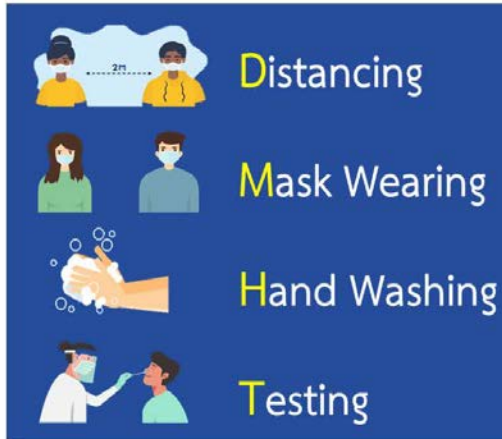 2M
Distancing
Mask Wearing
Hand Washing
Testing